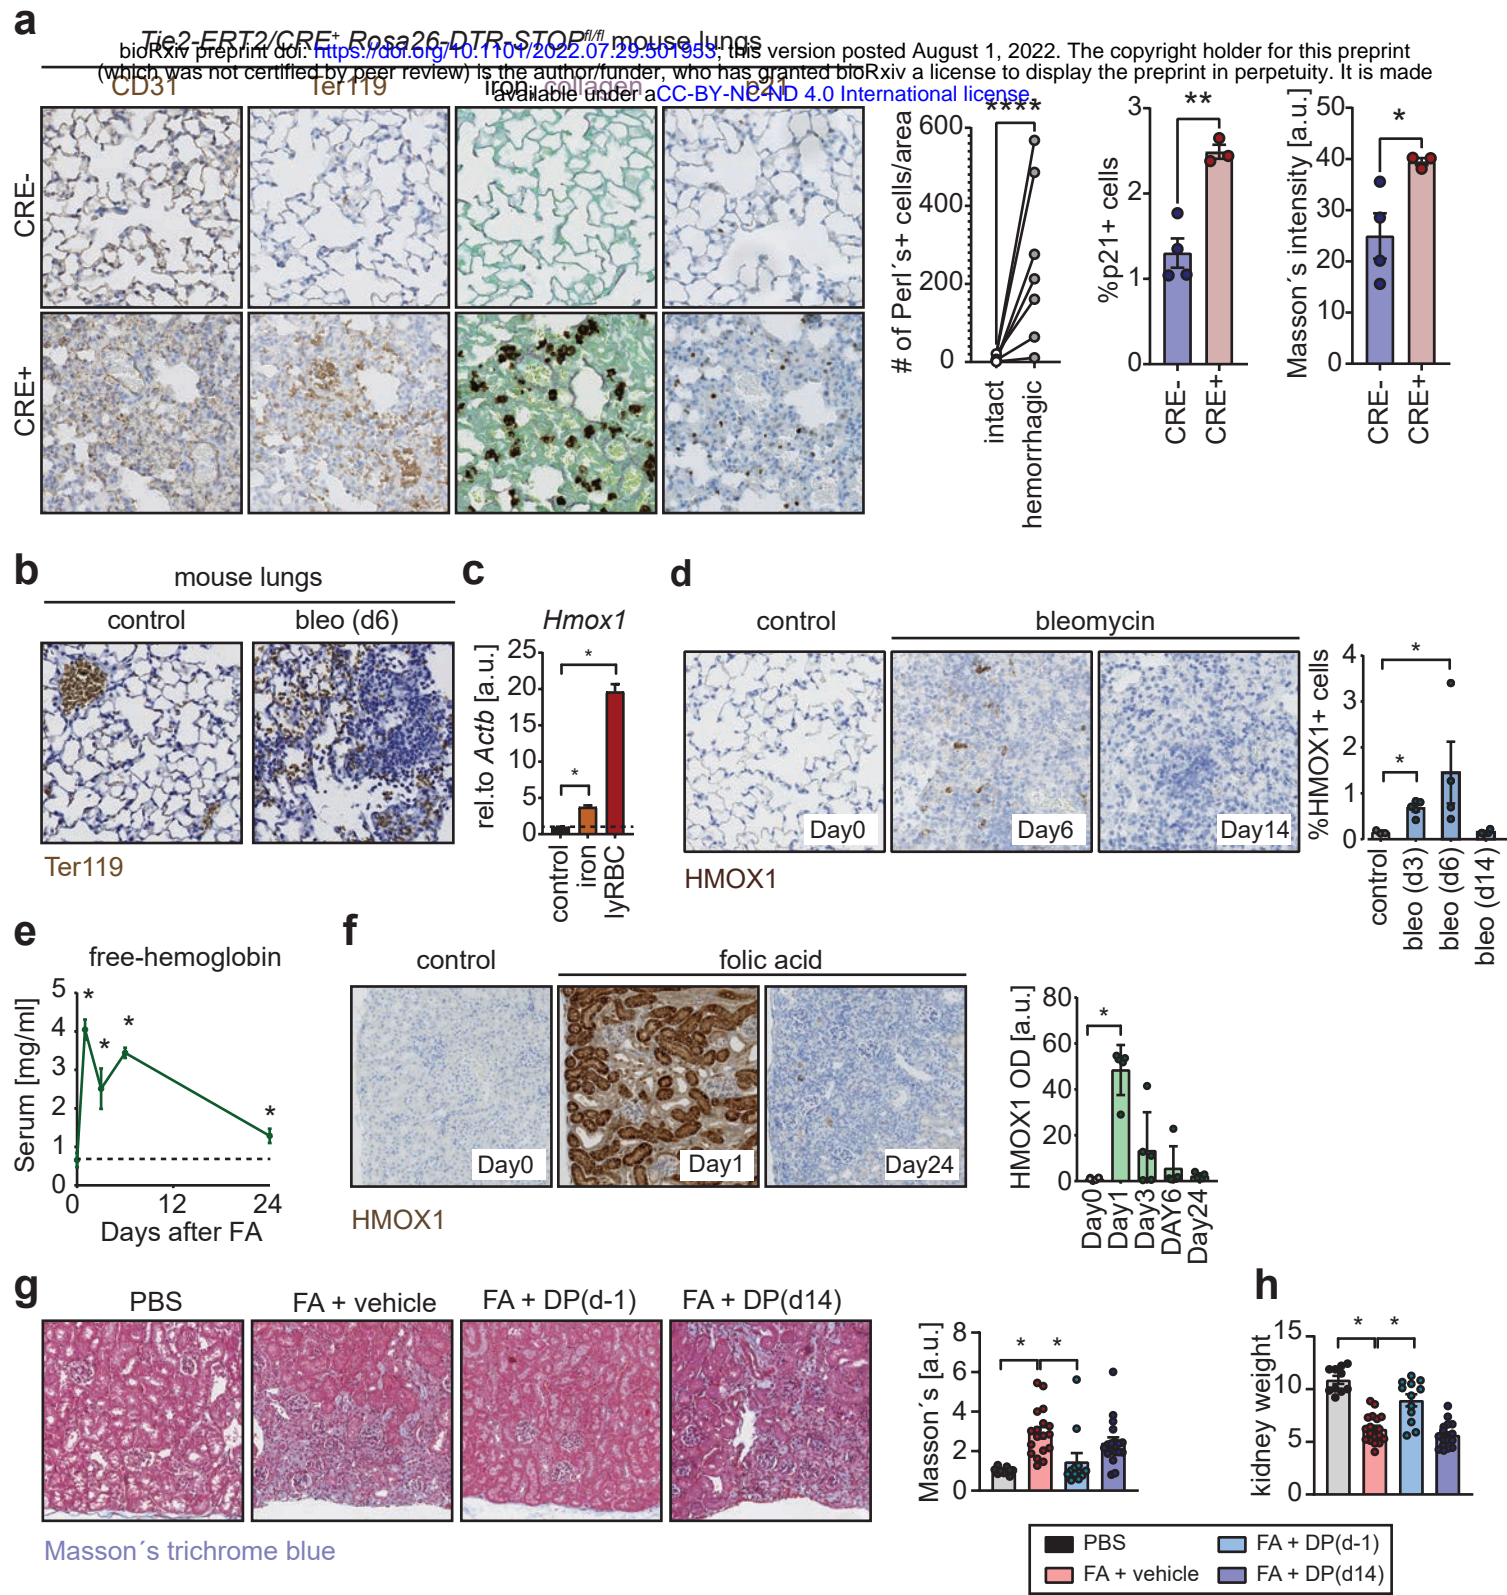 a
Tie2-ERT2/CRE+ Rosa26-DTR-STOPfl/fl mouse lungs
bioRxiv preprint doi: https://doi.org/10.1101/2022.07.29.501953; this version posted August 1, 2022. The copyright holder for this preprint
(which was not certified by peer review) is the author/funder, who has granted bioRxiv a license to display the preprint in perpetuity. It is made
available under aCC-BY-NC-ND 4.0 International license.
CD31 Ter119 iron, collagen p21
CRE-
CRE+
# of Perl´s+ cells/area
600
400
200
0
****
intact
hemorrhagic
%p21+ cells
3
2
1
0
**
CRE-
CRE+
Masson´s intensity [a.u.]
50
40
30
20
10
0
*
CRE-
CRE+
b
mouse lungs
control bleo (d6)
Ter119
c
Hmox1
rel.to Actb [a.u.]
25
20
15
10
5
0
*
*
control
iron
lyRBC
d
control bleomycin
Day0 Day6 Day14
HMOX1
%HMOX1+ cells
4
3
2
1
0
*
*
control
bleo (d3)
bleo (d6)
bleo (d14)
e
free-hemoglobin
Serum [mg/ml]
5
4
3
2
1
0
* * * *
0 12 24
Days after FA
f
control folic acid
Day0 Day1 Day24
HMOX1
HMOX1 OD [a.u.]
80
60
40
20
0
*
Day0
Day1
Day3
DAY6
Day24
g
PBS FA + vehicle FA + DP(d-1) FA + DP(d14)
Masson´s trichrome blue
Masson´s [a.u.]
8
6
4
2
0
* *
h
kidney weight
15
10
5
0
* *
PBS FA + DP(d-1)
FA + vehicle FA + DP(d14)